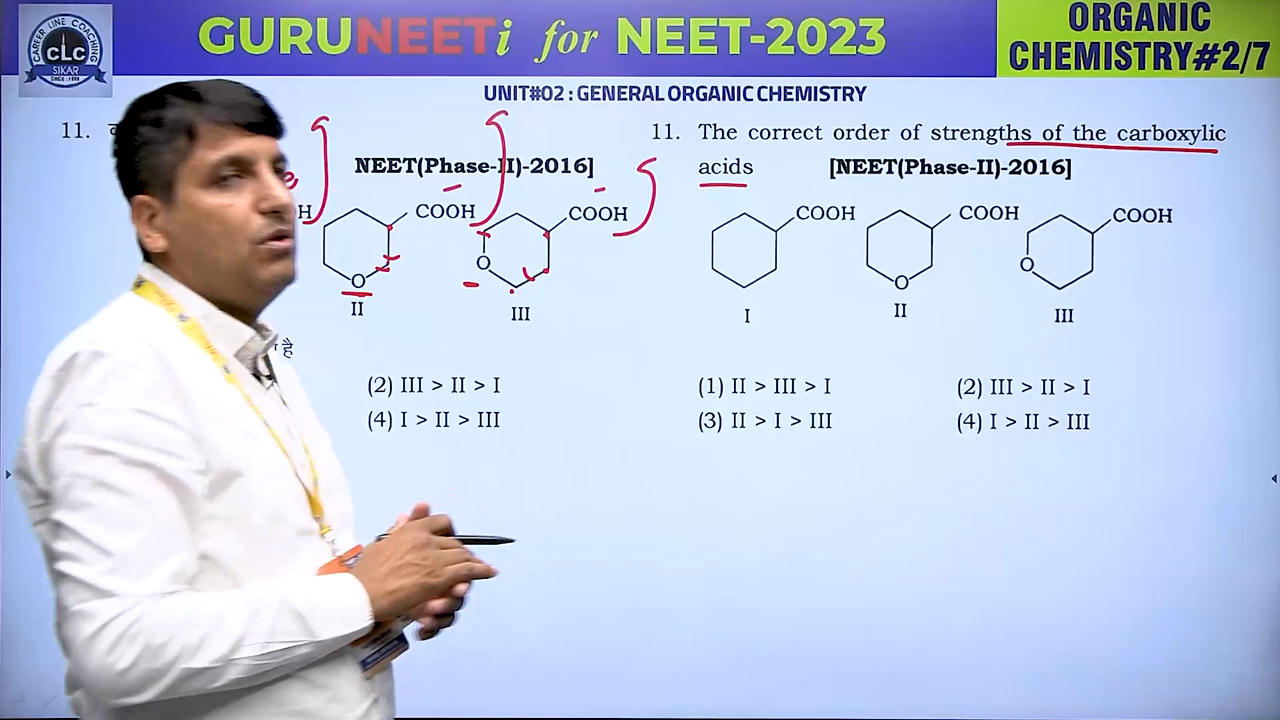 CAREER LINE COACHING
CLC
SIKAR
SINCE : 1996
GURUNEETi for NEET-2023
ORGANIC
CHEMISTRY#2/7
UNIT#02 : GENERAL ORGANIC CHEMISTRY
11.
NEET(Phase-II)-2016]
H
COOH
COOH
O
O
II
III
है
(2) III > II > I
(4) I > II > III
11. The correct order of strengths of the carboxylic
acids [NEET(Phase-II)-2016]
COOH
COOH
COOH
O
O
I
II
III
(1) II > III > I (2) III > II > I
(3) II > I > III (4) I > II > III